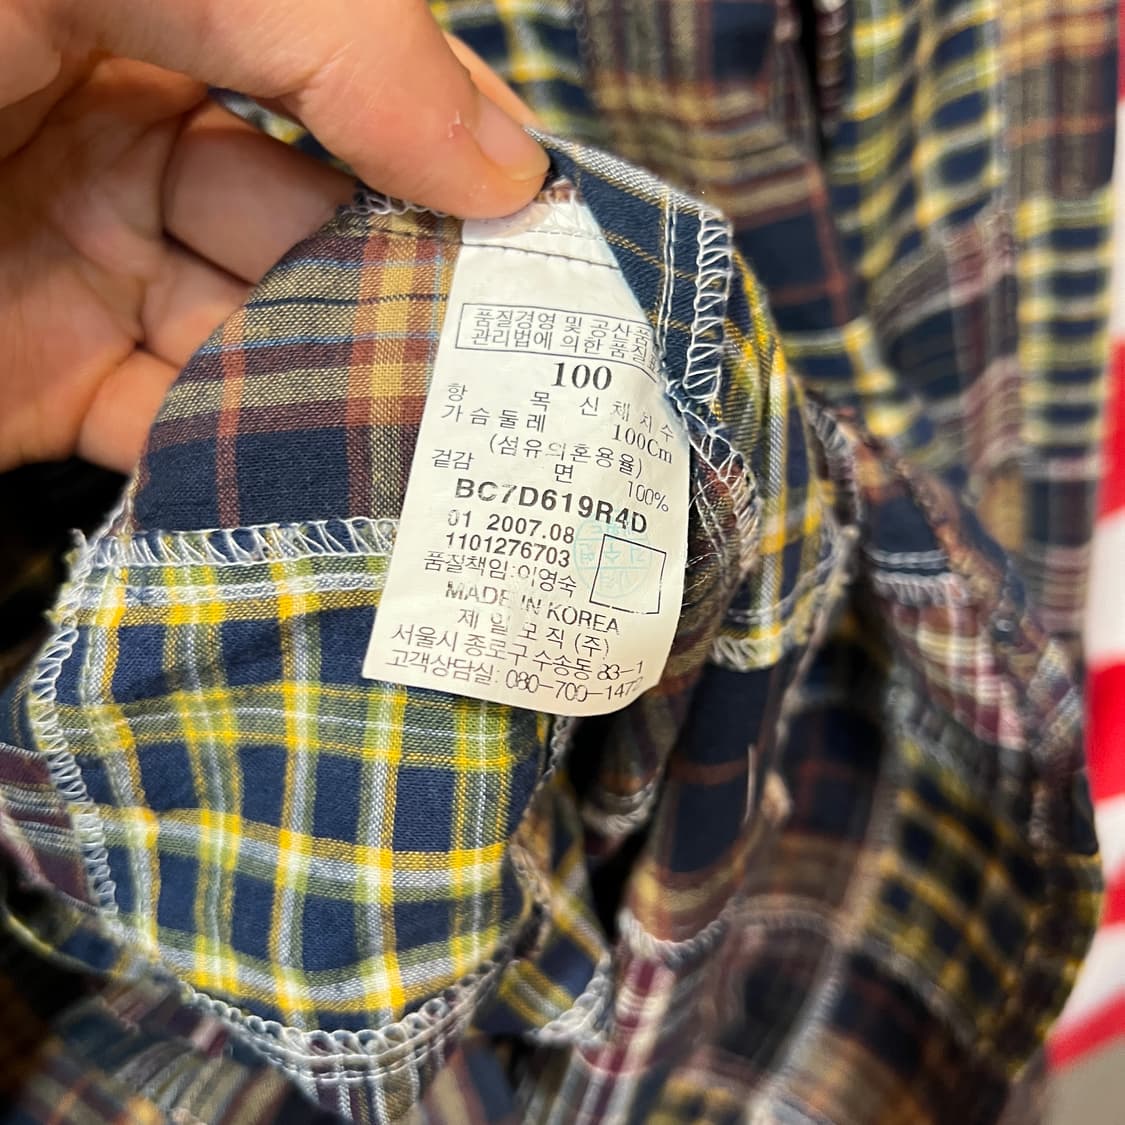 품질경영 및 공산품
관리법에 의한 품질표
100
항 목 신체치수
가슴둘레 100Cm
(섬유의혼용율)
겉감 면 100%
BC7D619R4D
01 2007.08
1101276703
품질책임:이영숙
MADE IN KOREA
제일모직(주)
서울시 종로구 수송동 83-1
고객상담실: 080-700-1472